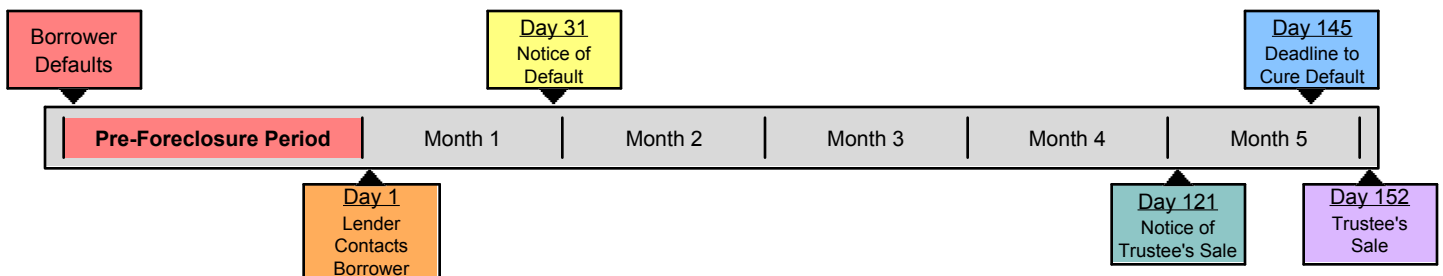 Borrower
Defaults
Day 31
Notice of
Default
Day 145
Deadline to
Cure Default
Pre-Foreclosure Period
Month 1
Month 2
Month 3
Month 4
Month 5
Day 1
Lender
Contacts
Borrower
Day 121
Notice of
Trustee's Sale
Day 152
Trustee's
Sale